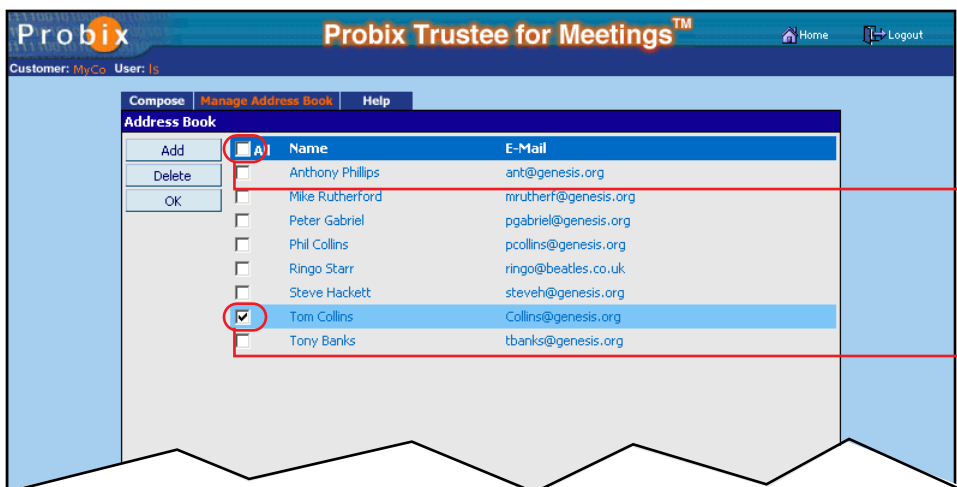 Probix
Probix Trustee for Meetings™
Home
Logout
Customer: MyCo User: ls
Compose
Manage Address Book
Help
Address Book
Add
Delete
OK
All Name E-Mail
Anthony Phillips ant@genesis.org
Mike Rutherford mrutherf@genesis.org
Peter Gabriel pgabriel@genesis.org
Phil Collins pcollins@genesis.org
Ringo Starr ringo@beatles.co.uk
Steve Hackett steveh@genesis.org
Tom Collins Collins@genesis.org
Tony Banks tbanks@genesis.org